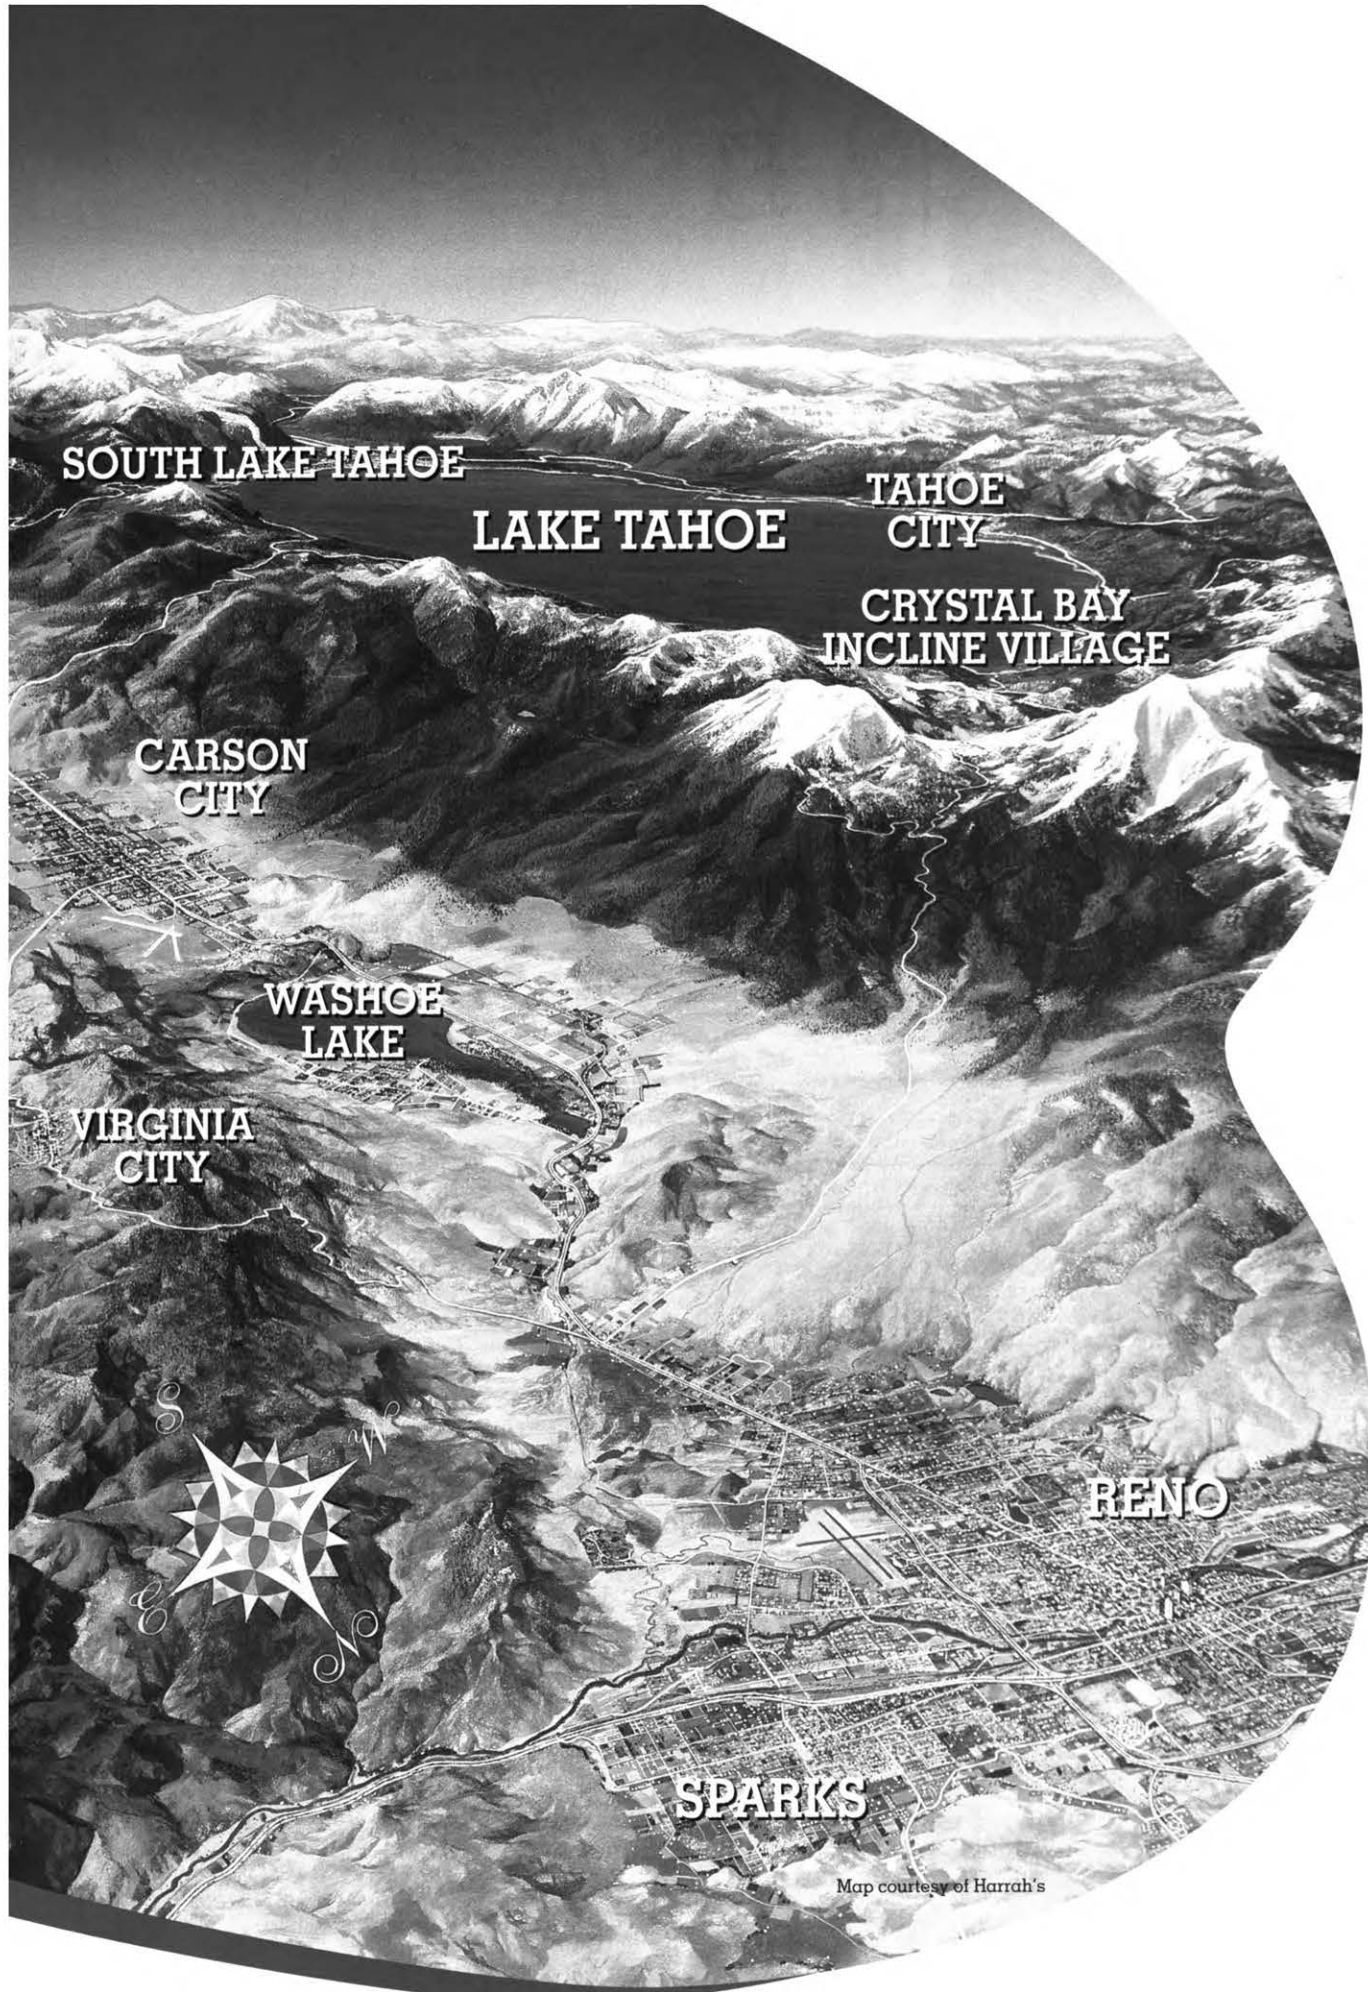 SOUTH LAKE TAHOE
LAKE TAHOE
TAHOE
CITY
CRYSTAL BAY
INCLINE VILLAGE
CARSON
CITY
WASHOE
LAKE
VIRGINIA
CITY
S
W
E
N
RENO
SPARKS
Map courtesy of Harrah's